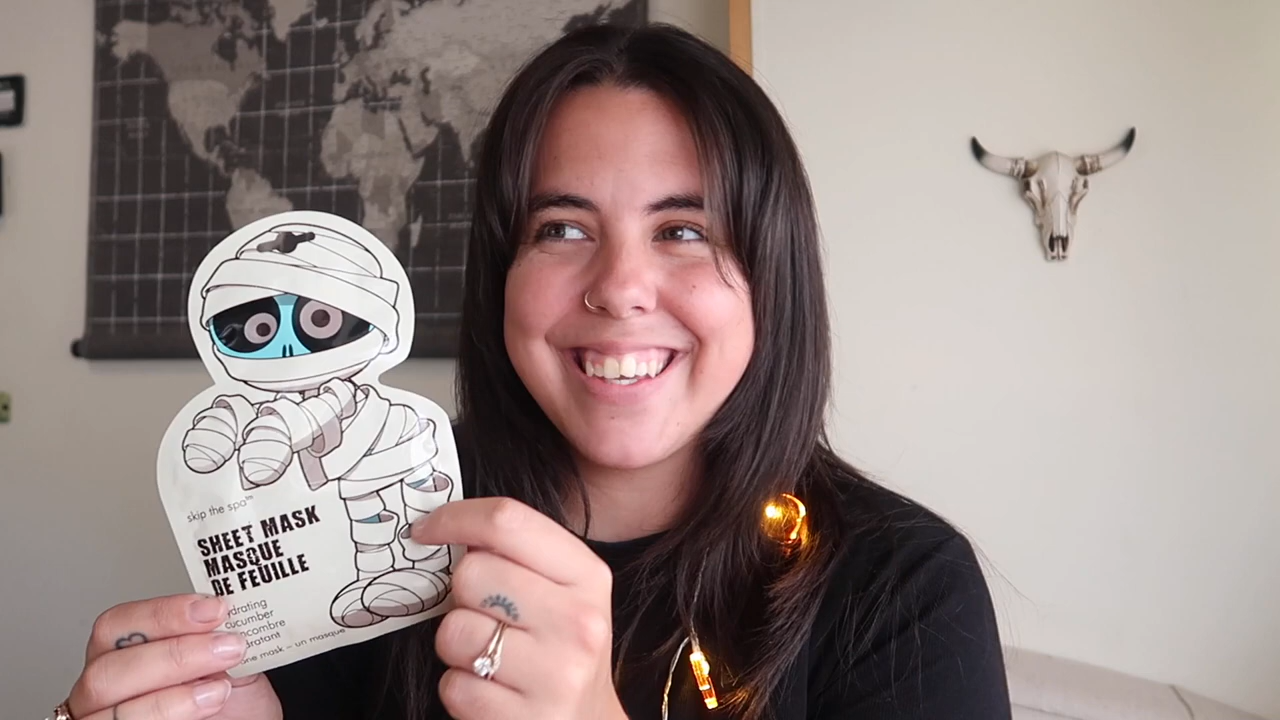 skip the spa™
SHEET MASK
MASQUE
DE FEUILLE
cucumber
one mask – un masque